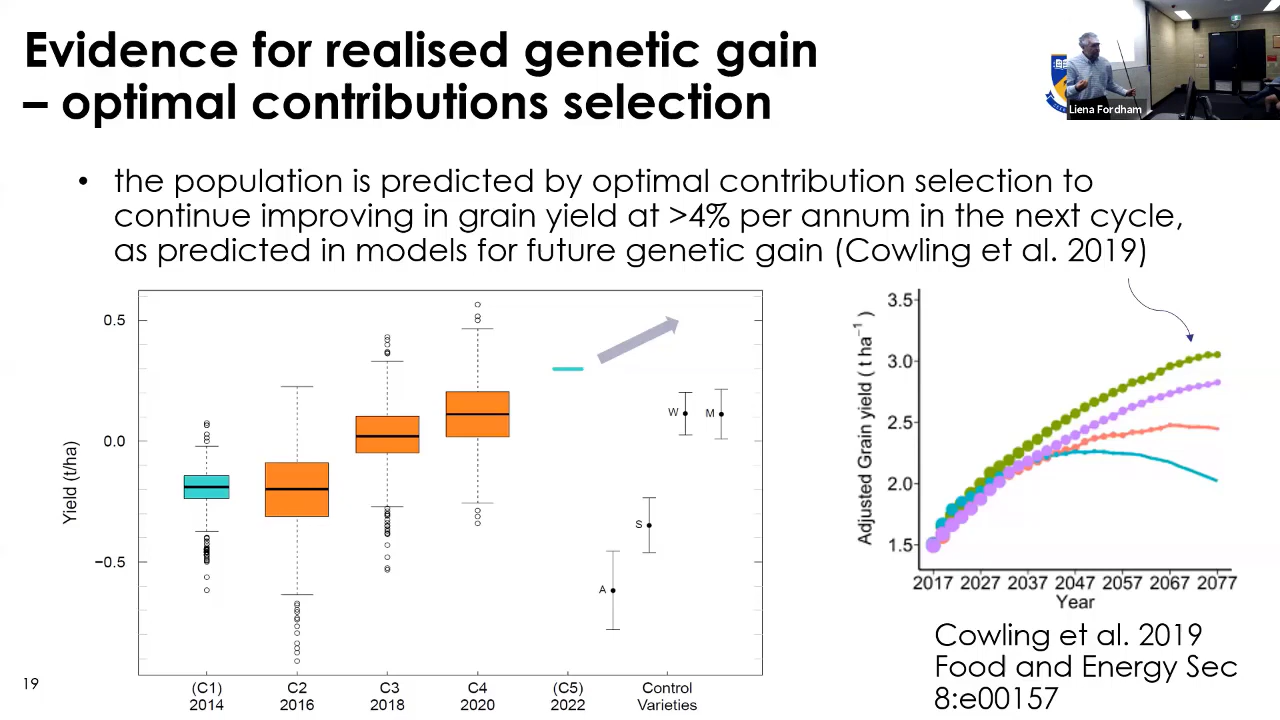 Evidence for realised genetic gain
– optimal contributions selection
Liena Fordham
• the population is predicted by optimal contribution selection to
continue improving in grain yield at >4% per annum in the next cycle,
as predicted in models for future genetic gain (Cowling et al. 2019)
Yield (t/ha)
0.5
0.0
−0.5
A
S
W
M
(C1)
2014
C2
2016
C3
2018
C4
2020
(C5)
2022
Control
Varieties
Adjusted Grain yield ( t ha⁻¹ )
3.5
3.0
2.5
2.0
1.5
2017 2027 2037 2047 2057 2067 2077
Year
Cowling et al. 2019
Food and Energy Sec
8:e00157
19